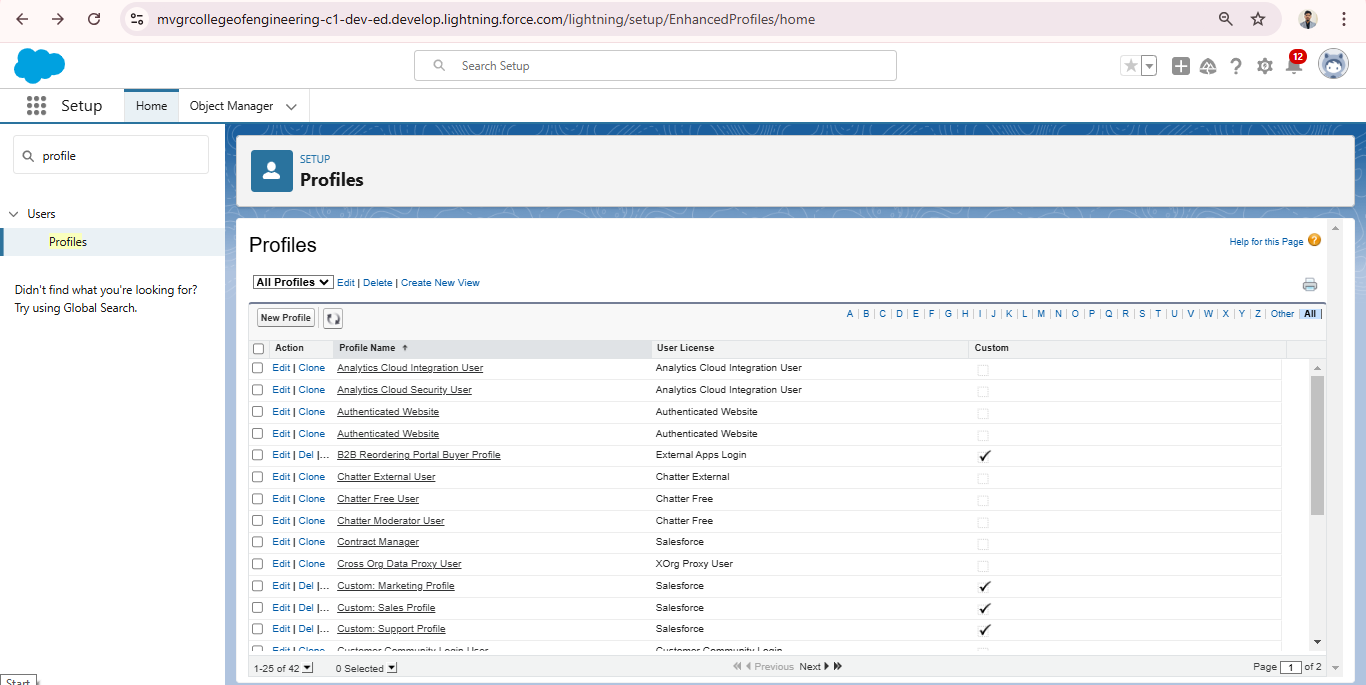 mvgrcollegeofengineering-c1-dev-ed.develop.lightning.force.com/lightning/setup/EnhancedProfiles/home
Search Setup
12
Setup Home Object Manager
profile
Users
Profiles
Didn't find what you're looking for?
Try using Global Search.
SETUP
Profiles
Profiles
Help for this Page ?
All Profiles Edit | Delete | Create New View
New Profile
A | B | C | D | E | F | G | H | I | J | K | L | M | N | O | P | Q | R | S | T | U | V | W | X | Y | Z | Other | All |
Action Profile Name User License Custom
Edit | Clone Analytics Cloud Integration User Analytics Cloud Integration User
Edit | Clone Analytics Cloud Security User Analytics Cloud Integration User
Edit | Clone Authenticated Website Authenticated Website
Edit | Clone Authenticated Website Authenticated Website
Edit | Del |... B2B Reordering Portal Buyer Profile External Apps Login
Edit | Clone Chatter External User Chatter External
Edit | Clone Chatter Free User Chatter Free
Edit | Clone Chatter Moderator User Chatter Free
Edit | Clone Contract Manager Salesforce
Edit | Clone Cross Org Data Proxy User XOrg Proxy User
Edit | Del |... Custom: Marketing Profile Salesforce
Edit | Del |... Custom: Sales Profile Salesforce
Edit | Del |... Custom: Support Profile Salesforce
Edit | Clone Customer Community Login User Customer Community Login
1-25 of 42 0 Selected Previous Next Page 1 of 2
Start